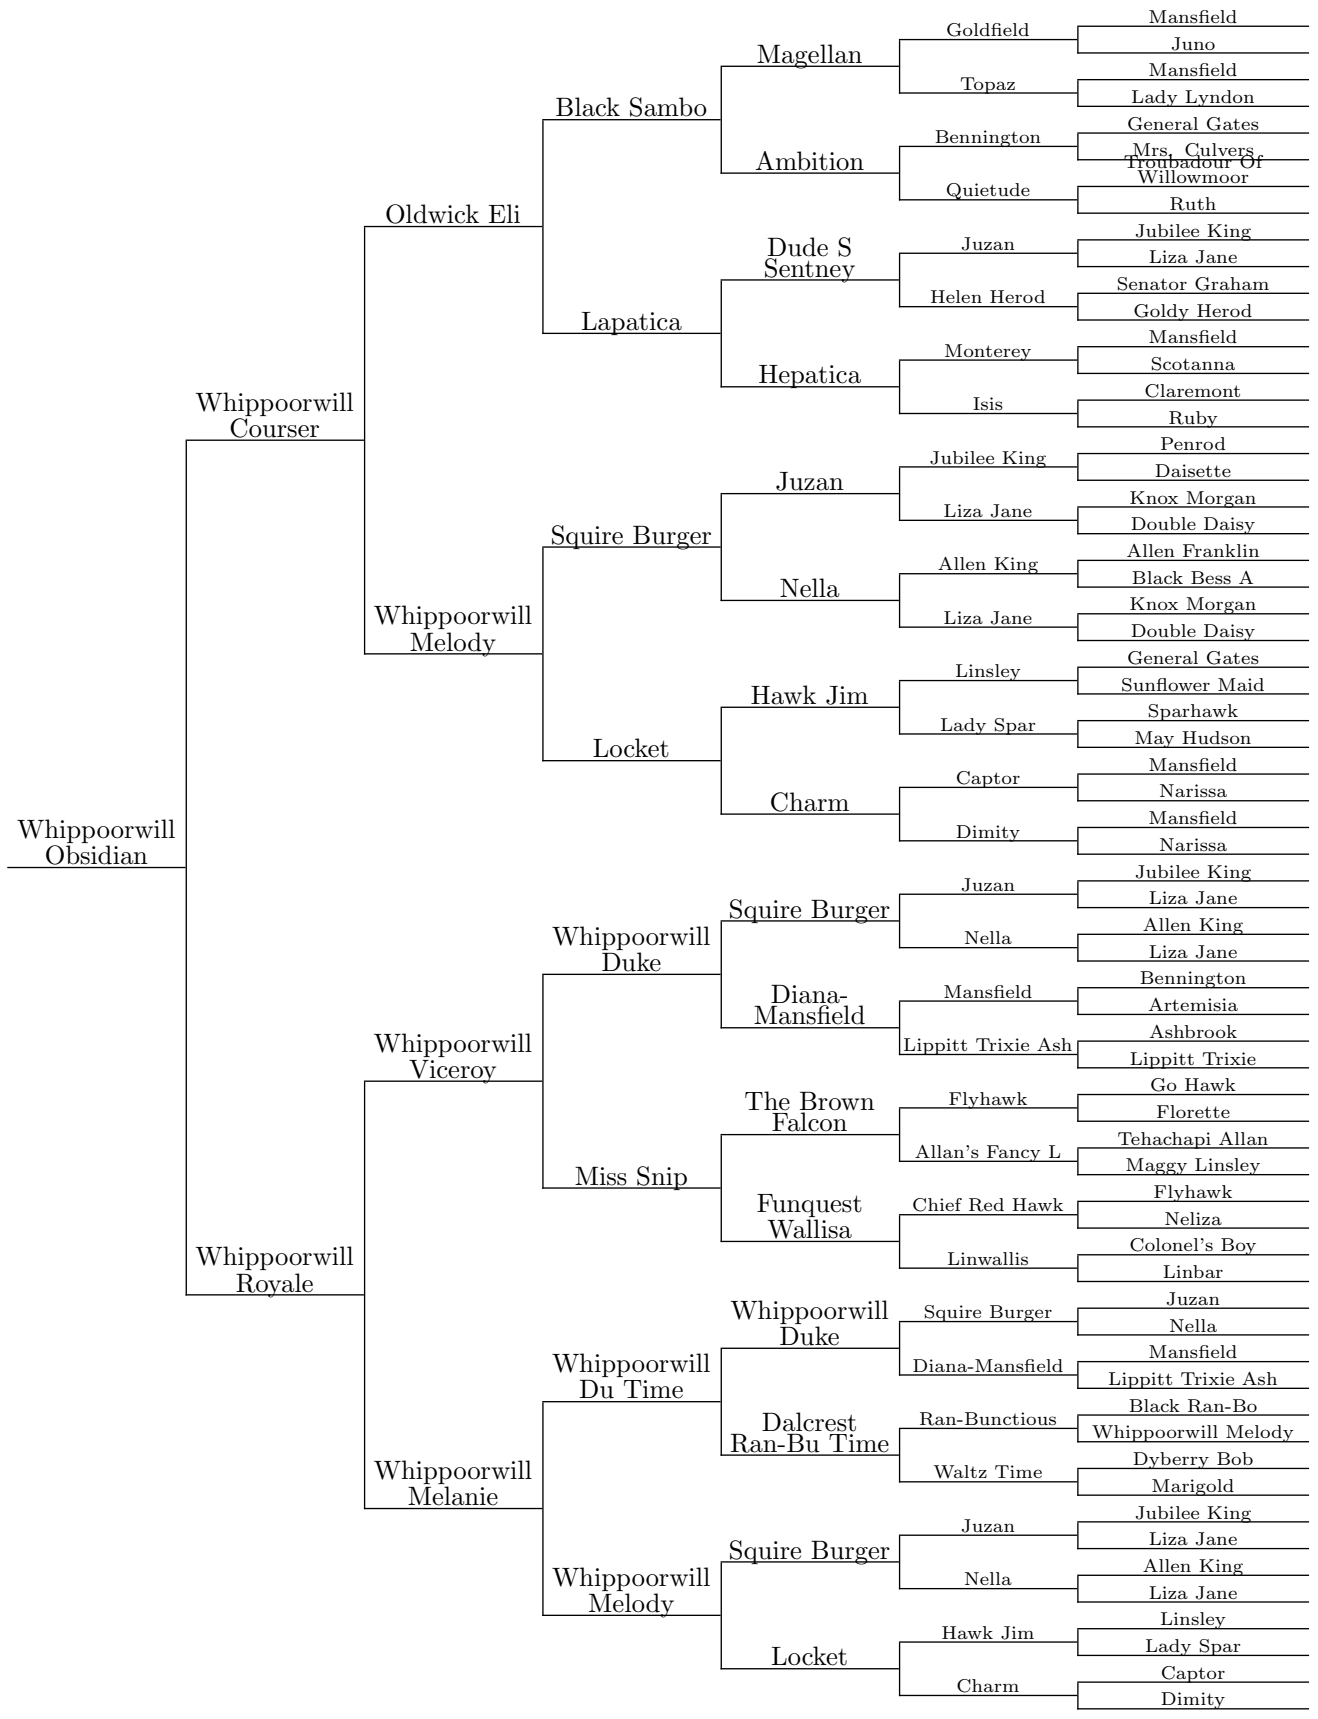 Whippoorwill
Obsidian
Whippoorwill
Courser
Whippoorwill
Royale
Oldwick Eli
Whippoorwill
Melody
Whippoorwill
Viceroy
Whippoorwill
Melanie
Black Sambo
Lapatica
Squire Burger
Locket
Whippoorwill
Duke
Miss Snip
Whippoorwill
Du Time
Whippoorwill
Melody
Magellan
Ambition
Dude S
Sentney
Hepatica
Juzan
Nella
Hawk Jim
Charm
Squire Burger
Diana-
Mansfield
The Brown
Falcon
Funquest
Wallisa
Whippoorwill
Duke
Dalcrest
Ran-Bu Time
Squire Burger
Locket
Goldfield
Topaz
Bennington
Quietude
Juzan
Helen Herod
Monterey
Isis
Jubilee King
Liza Jane
Allen King
Liza Jane
Linsley
Lady Spar
Captor
Dimity
Juzan
Nella
Mansfield
Lippitt Trixie Ash
Flyhawk
Allan's Fancy L
Chief Red Hawk
Linwallis
Squire Burger
Diana-Mansfield
Ran-Bunctious
Waltz Time
Juzan
Nella
Hawk Jim
Charm
Mansfield
Juno
Mansfield
Lady Lyndon
General Gates
Mrs. Culvers
Troubadour Of
Willowmoor
Ruth
Jubilee King
Liza Jane
Senator Graham
Goldy Herod
Mansfield
Scotanna
Claremont
Ruby
Penrod
Daisette
Knox Morgan
Double Daisy
Allen Franklin
Black Bess A
Knox Morgan
Double Daisy
General Gates
Sunflower Maid
Sparhawk
May Hudson
Mansfield
Narissa
Mansfield
Narissa
Jubilee King
Liza Jane
Allen King
Liza Jane
Bennington
Artemisia
Ashbrook
Lippitt Trixie
Go Hawk
Florette
Tehachapi Allan
Maggy Linsley
Flyhawk
Neliza
Colonel's Boy
Linbar
Juzan
Nella
Mansfield
Lippitt Trixie Ash
Black Ran-Bo
Whippoorwill Melody
Dyberry Bob
Marigold
Jubilee King
Liza Jane
Allen King
Liza Jane
Linsley
Lady Spar
Captor
Dimity